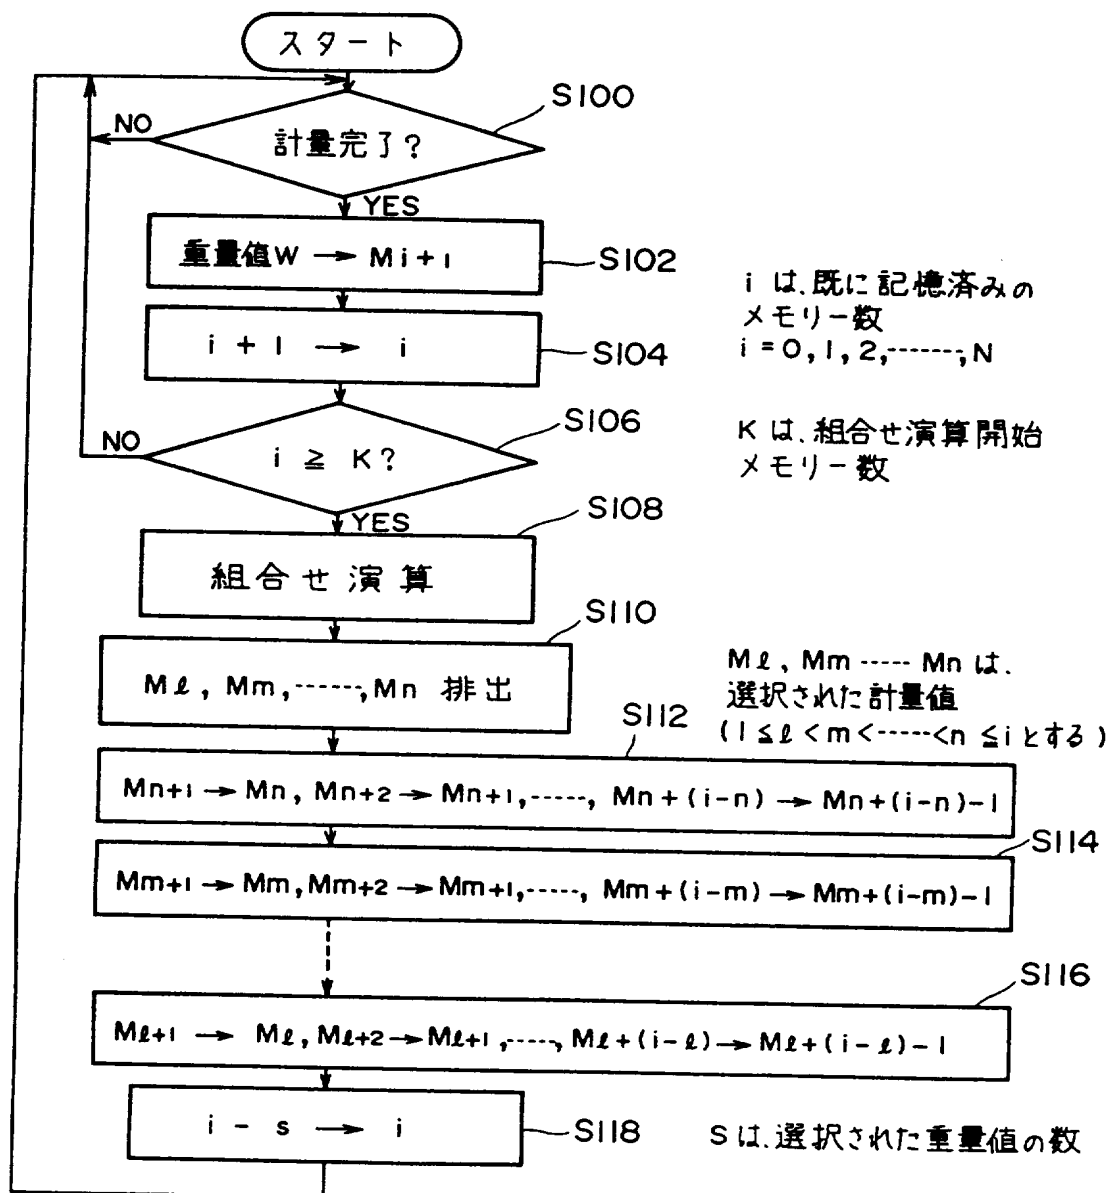 スタート
S100
NO
計量完了?
YES
重量値W → Mi+1
S102
iは、既に記憶済みの
メモリー数
i=0,1,2,-------,N
i + 1 → i
S104
S106
NO
i ≧ K?
Kは、組合せ演算開始
メモリー数
YES
S108
組合せ演算
S110
Mℓ, Mm,------,Mn 排出
Mℓ, Mm ----- Mnは、
選択された計量値
(1≦ℓ<m<-----<n≦iとする)
S112
Mn+1 → Mn, Mn+2 → Mn+1,-----, Mn+(i-n) → Mn+(i-n)-1
S114
Mm+1 → Mm, Mm+2 → Mm+1,-----, Mm+(i-m) → Mm+(i-m)-1
S116
Mℓ+1 → Mℓ, Mℓ+2 → Mℓ+1,-----, Mℓ+(i-ℓ) → Mℓ+(i-ℓ)-1
i - s → i
S118
Sは、選択された重量値の数